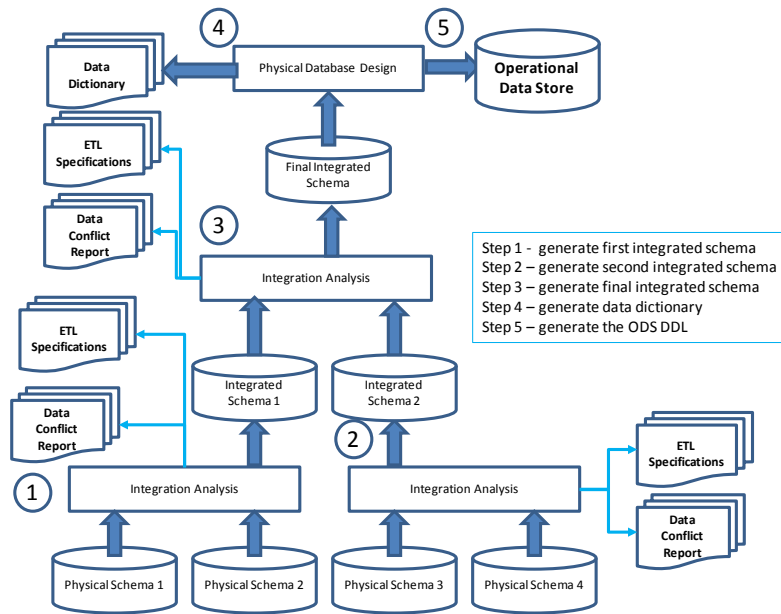 4
5
Data
Dictionary
Physical Database Design
Operational
Data Store
ETL
Specifications
Final Integrated
Schema
Data
Conflict
Report
3
Integration Analysis
Step 1 - generate first integrated schema
Step 2 – generate second integrated schema
Step 3 – generate final integrated schema
Step 4 – generate data dictionary
Step 5 – generate the ODS DDL
ETL
Specifications
Integrated
Schema 1
Integrated
Schema 2
Data
Conflict
Report
2
ETL
Specifications
1
Integration Analysis
Integration Analysis
Data
Conflict
Report
Physical Schema 1
Physical Schema 2
Physical Schema 3
Physical Schema 4